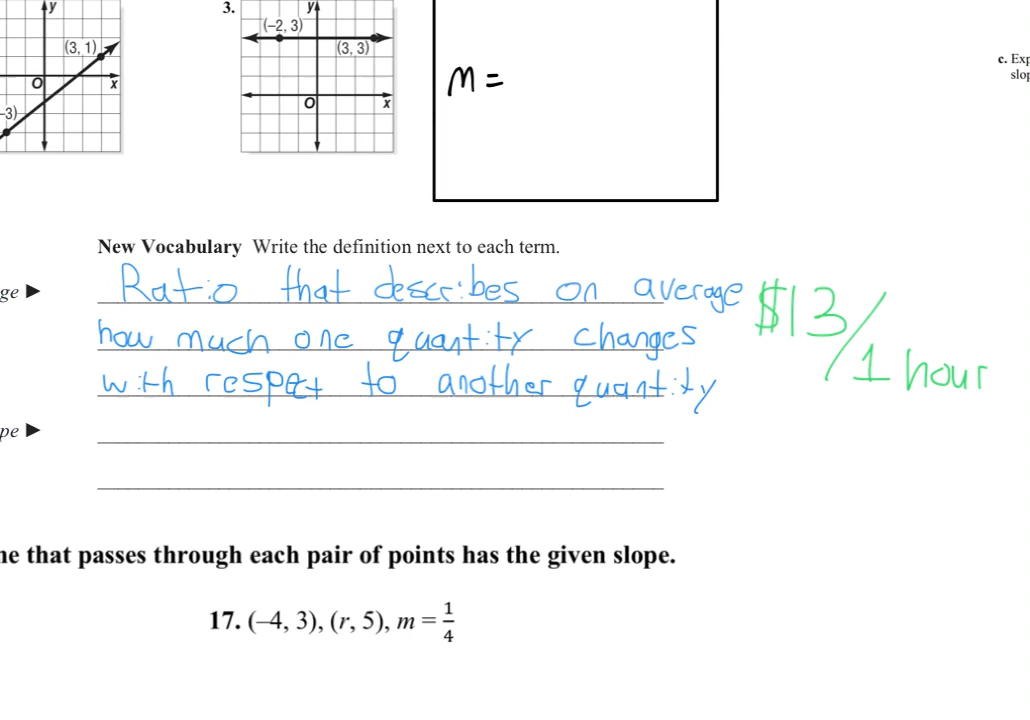 3.
y
y
(3, 1)
(–2, 3)
(3, 3)
O
x
O
x
–3)
m =
c. Exp
slop
New Vocabulary Write the definition next to each term.
ge ▶
Ratio that describes on average
how much one quantity changes
with respect to another quantity
$13/1 hour
pe ▶
ne that passes through each pair of points has the given slope.
17. (–4, 3), (r, 5), m = 1/4